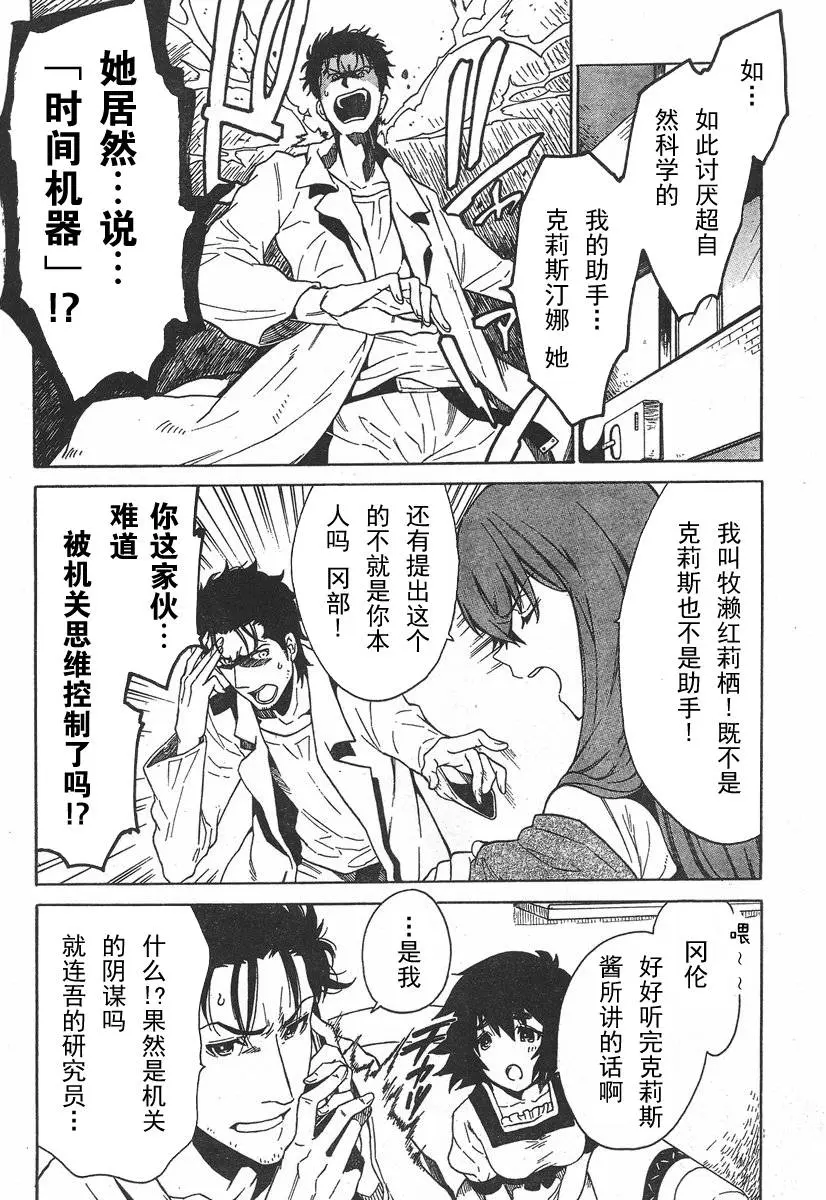 如…
如此讨厌超自
然科学的
我的助手…
克莉斯汀娜 她
她居然…说…
「时间机器」!?
我叫牧濑红莉栖！既不是
克莉斯也不是助手！
还有提出这个
的不就是你本
人吗 冈部！
你这家伙…
难道
被机关思维控制了吗!?
喂~~
冈伦
好好听完克莉斯
酱所讲的话啊
…是我
什么!?果然是机关
的阴谋吗
就连吾的研究员…